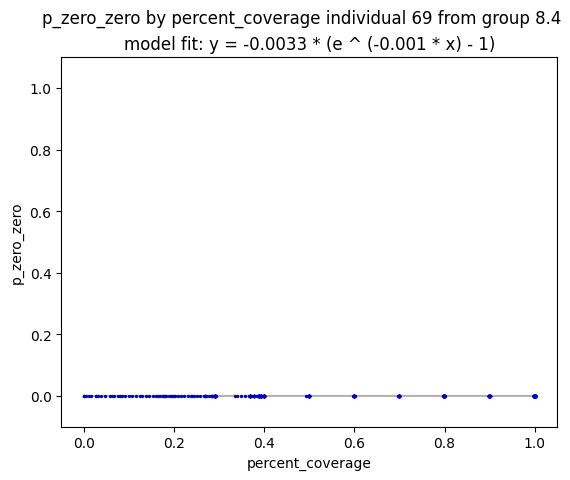 p_zero_zero by percent_coverage individual 69 from group 8.4
model fit: y = -0.0033 * (e ^ (-0.001 * x) - 1)
1.0
0.8
0.6
0.4
0.2
0.0
p_zero_zero
0.0 0.2 0.4 0.6 0.8 1.0
percent_coverage